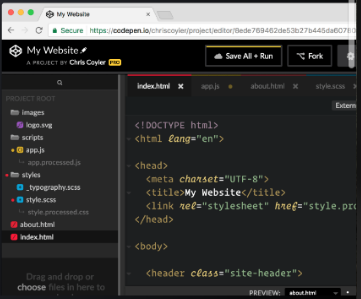 My Website
Secure https://codepen.io/chriscoyier/project/editor/
My Website
A PROJECT BY Chris Coyier PRO
Save All + Run
Fork
index.html
app.js
about.html
style.scss
Extern
PROJECT ROOT
images
logo.svg
scripts
app.js
app.processed.js
styles
_typography.scss
style.scss
style.processed.css
about.html
index.html
Drag and drop or
choose files in here to
<!DOCTYPE html>
<html lang="en">
<head>
<meta charset="UTF-8">
<title>My Website</title>
<link rel="stylesheet" href="style.pro
</head>
<body>
<header class="site-header">
PREVIEW: about.html